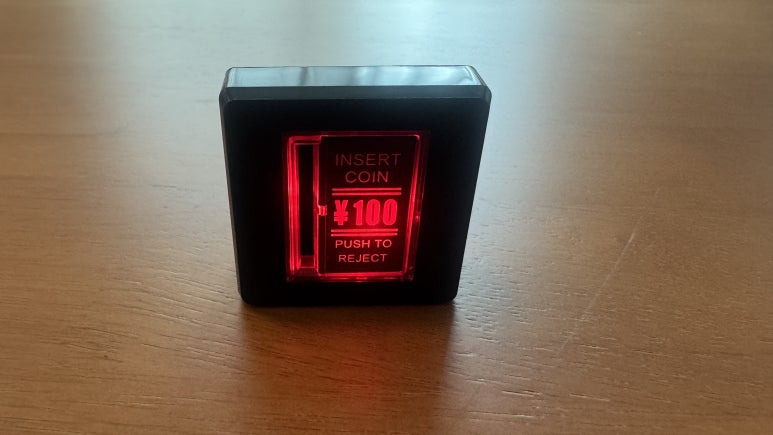 INSERT
COIN
¥100
PUSH TO
REJECT